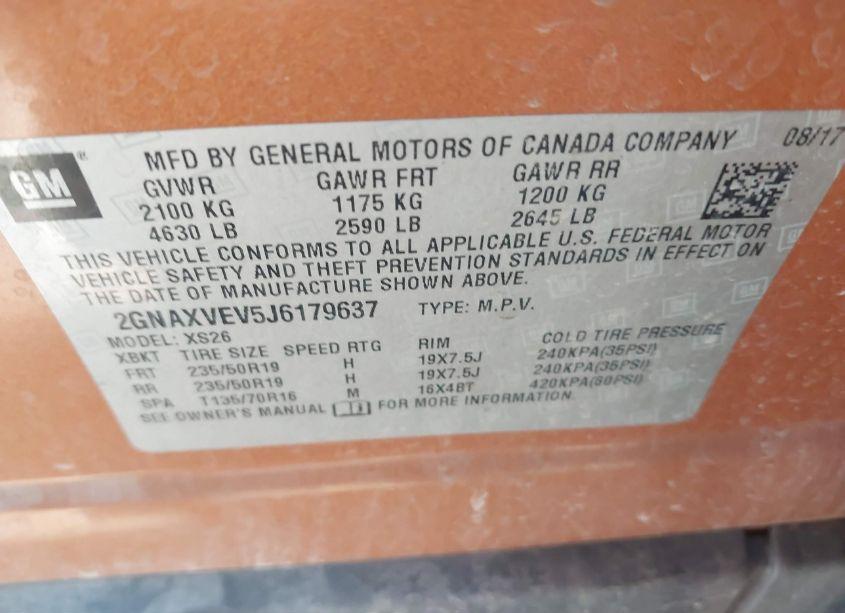 GM ®
MFD BY GENERAL MOTORS OF CANADA COMPANY 08/17
GVWR GAWR FRT GAWR RR
2100 KG 1175 KG 1200 KG
4630 LB 2590 LB 2645 LB
THIS VEHICLE CONFORMS TO ALL APPLICABLE U.S. FEDERAL MOTOR
VEHICLE SAFETY AND THEFT PREVENTION STANDARDS IN EFFECT ON
THE DATE OF MANUFACTURE SHOWN ABOVE.
2GNAXVEV5J6179637 TYPE: M.P.V.
MODEL: XS26
XBKT TIRE SIZE SPEED RTG RIM COLD TIRE PRESSURE
FRT 235/50R19 H 19X7.5J 240KPA(35PSI)
RR 235/50R19 H 19X7.5J 240KPA(35PSI)
SPA T135/70R16 M 16X4BT 420KPA(60PSI)
SEE OWNER'S MANUAL FOR MORE INFORMATION